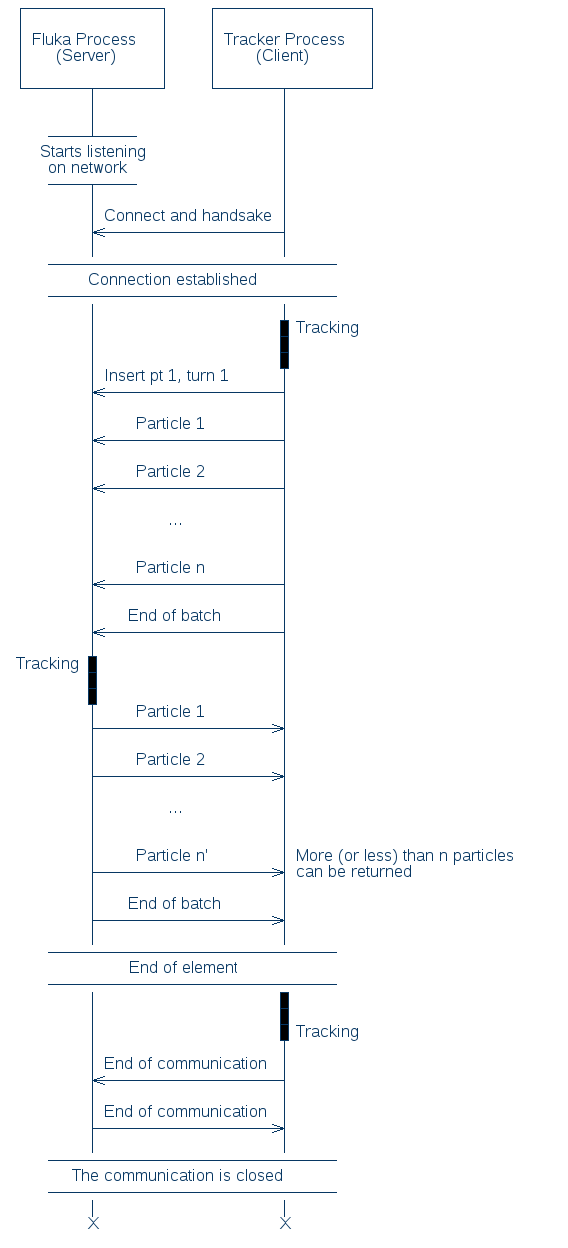 Fluka Process
(Server)
Tracker Process
(Client)
Starts listening
on network
Connect and handsake
Connection established
Tracking
Insert pt 1, turn 1
Particle 1
Particle 2
...
Particle n
End of batch
Tracking
Particle 1
Particle 2
...
Particle n'
More (or less) than n particles
can be returned
End of batch
End of element
Tracking
End of communication
End of communication
The communication is closed
X X